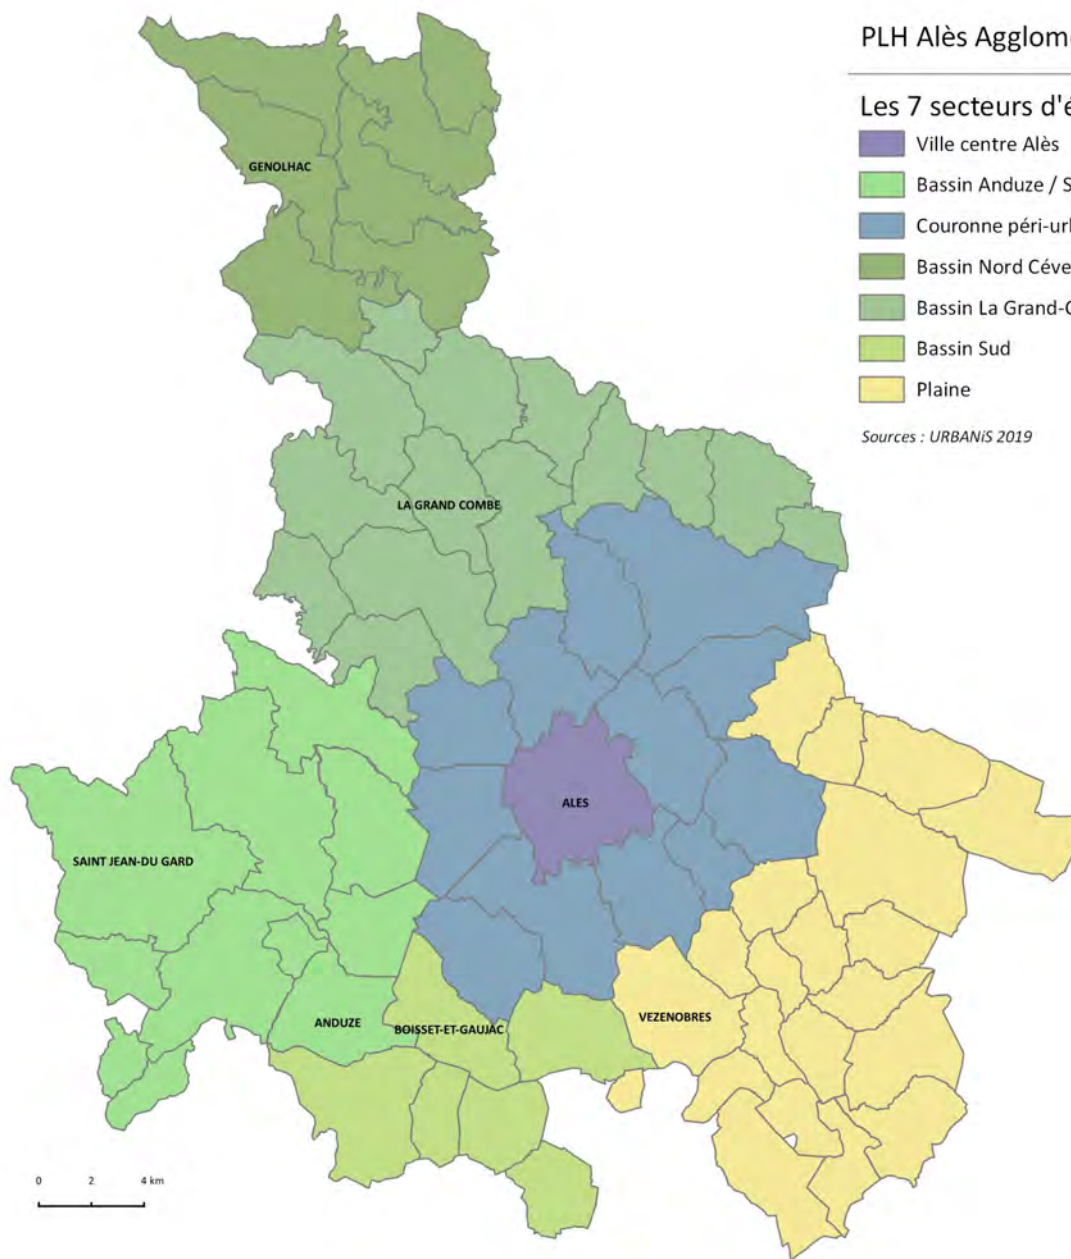 PLH Alès Agglom
Les 7 secteurs d'é
Ville centre Alès
Bassin Anduze / S
Couronne péri-url
Bassin Nord Céve
Bassin La Grand-C
Bassin Sud
Plaine
Sources : URBANiS 2019
GENOLHAC
LA GRAND COMBE
ALES
SAINT JEAN-DU GARD
ANDUZE
BOISSET-ET-GAUJAC
VEZENOBRES
0 2 4 km